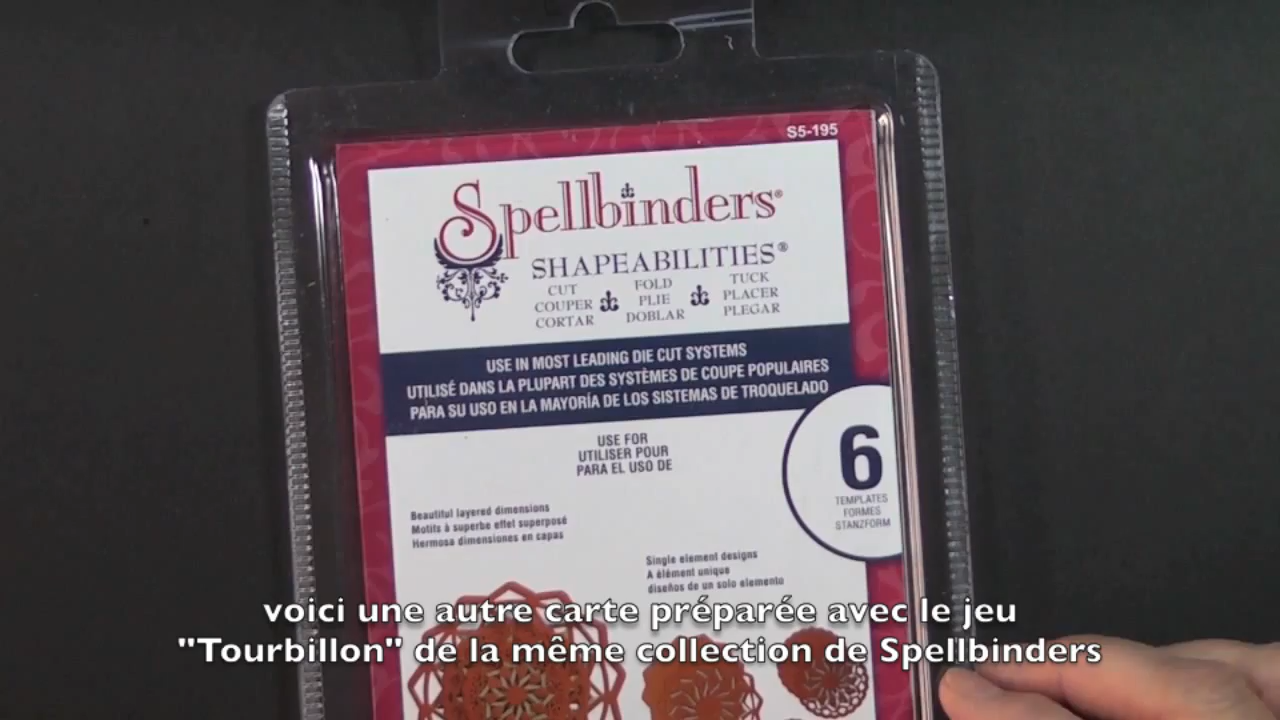 S5-195
Spellbinders®
SHAPEABILITIES®
CUT FOLD TUCK
COUPER PLIE PLACER
CORTAR DOBLAR PLEGAR
USE IN MOST LEADING DIE CUT SYSTEMS
UTILISÉ DANS LA PLUPART DES SYSTÈMES DE COUPE POPULAIRES
PARA SU USO EN LA MAYORÍA DE LOS SISTEMAS DE TROQUELADO
USE FOR
UTILISER POUR
PARA EL USO DE
6
TEMPLATES
FORMES
STANZFORM
Beautiful layered dimensions
Motifs à superbe effet superposé
Hermosa dimensiones en capas
Single element designs
A élément unique
diseños de un solo elemento
voici une autre carte préparée avec le jeu
"Tourbillon" de la même collection de Spellbinders